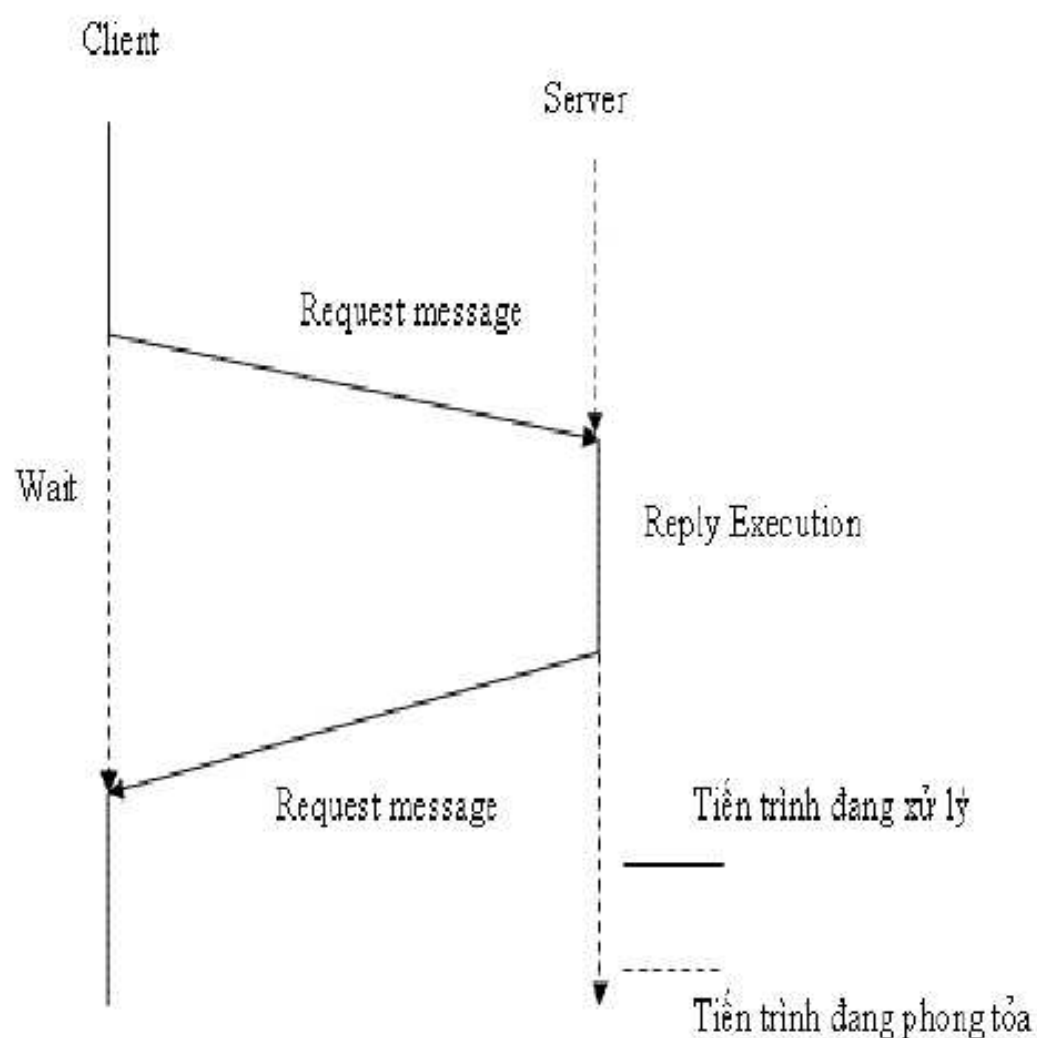 Client
Server
Request message
Wait
Reply Execution
Request message
Tiến trình đang xử lý
Tiến trình đang phong tỏa